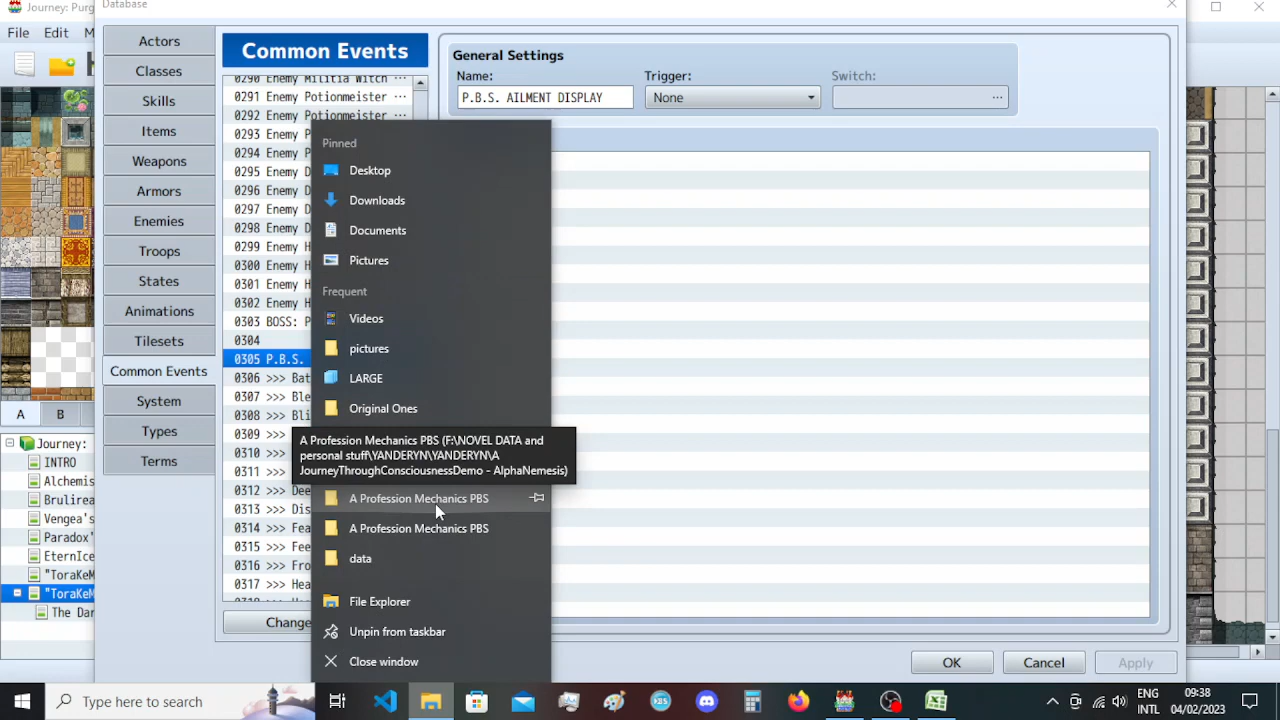 Journey: Purg
Database
File Edit M
Actors
Classes
Skills
Items
Weapons
Armors
Enemies
Troops
States
Animations
Tilesets
Common Events
System
Types
Terms
Common Events
0290 Enemy Militia Witch ...
0291 Enemy Potionmeister ...
0292 Enemy Potionmeister ...
0293 Enemy P
0294 Enemy P
0295 Enemy D
0296 Enemy D
0297 Enemy D
0298 Enemy D
0299 Enemy H
0300 Enemy H
0301 Enemy H
0302 Enemy H
0303 BOSS: P
0304
0305 P.B.S.
0306 >>> Bat
0307 >>> Ble
0308 >>> Bli
0309 >>>
0310 >>>
0311 >>>
0312 >>> Dee
0313 >>> Dis
0314 >>> Fea
0315 >>> Fee
0316 >>> Fro
0317 >>> Hea
Change
General Settings
Name:
P.B.S. AILMENT DISPLAY
Trigger:
None
Switch:
...
Pinned
Desktop
Downloads
Documents
Pictures
Frequent
Videos
pictures
LARGE
Original Ones
A Profession Mechanics PBS (F:\NOVEL DATA and
personal stuff\YANDERYN\YANDERYN\A
JourneyThroughConsciousnessDemo - AlphaNemesis)
A Profession Mechanics PBS
A Profession Mechanics PBS
data
File Explorer
Unpin from taskbar
Close window
A B
Journey:
INTRO
Alchemis
Brulirea
Vengea's
Paradox'
EternIce
"ToraKeM
"ToraKeM
The Dar
OK Cancel Apply
Type here to search
ENG
INTL
09:38
04/02/2023